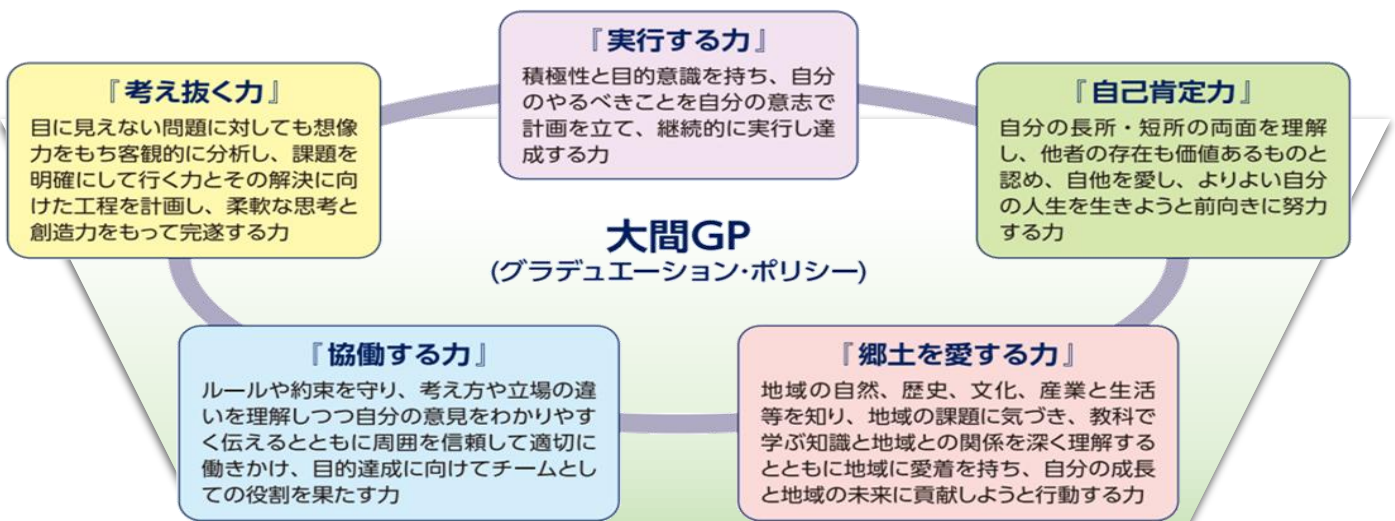 『実行する力』
積極性と目的意識を持ち、自分
のやるべきことを自分の意志で
計画を立て、継続的に実行し達
成する力
『考え抜く力』
目に見えない問題に対しても想像
力をもち客観的に分析し、課題を
明確にして行く力とその解決に向
けた工程を計画し、柔軟な思考と
創造力をもって完遂する力
『自己肯定力』
自分の長所・短所の両面を理解
し、他者の存在も価値あるものと
認め、自他を愛し、よりよい自分
の人生を生きようと前向きに努力
する力
大間GP
(グラデュエーション・ポリシー)
『協働する力』
ルールや約束を守り、考え方や立場の違
いを理解しつつ自分の意見をわかりやす
く伝えるとともに周囲を信頼して適切に
働きかけ、目的達成に向けてチームとし
ての役割を果たす力
『郷土を愛する力』
地域の自然、歴史、文化、産業と生活
等を知り、地域の課題に気づき、教科で
学ぶ知識と地域との関係を深く理解する
とともに地域に愛着を持ち、自分の成長
と地域の未来に貢献しようと行動する力